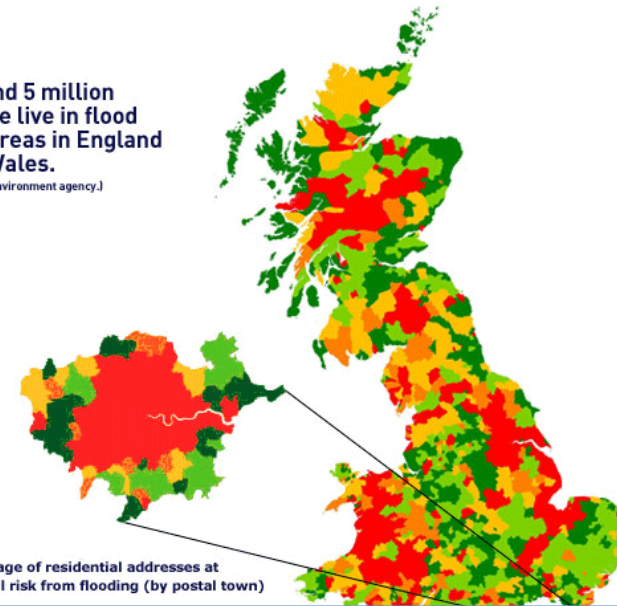 nd 5 million
e live in flood
reas in England
Vales.
vironment agency.)
age of residential addresses at
l risk from flooding (by postal town)